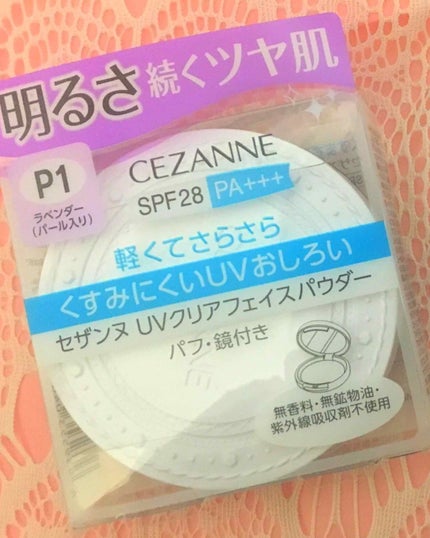 明るさ続くツヤ肌
P1
ラベンダー
(パール入り)
CEZANNE
SPF28 PA+++
軽くてさらさら
くすみにくいUVおしろい
セザンヌ UVクリアフェイスパウダー
パフ・鏡付き
無香料・無鉱物油・
紫外線吸収剤不使用